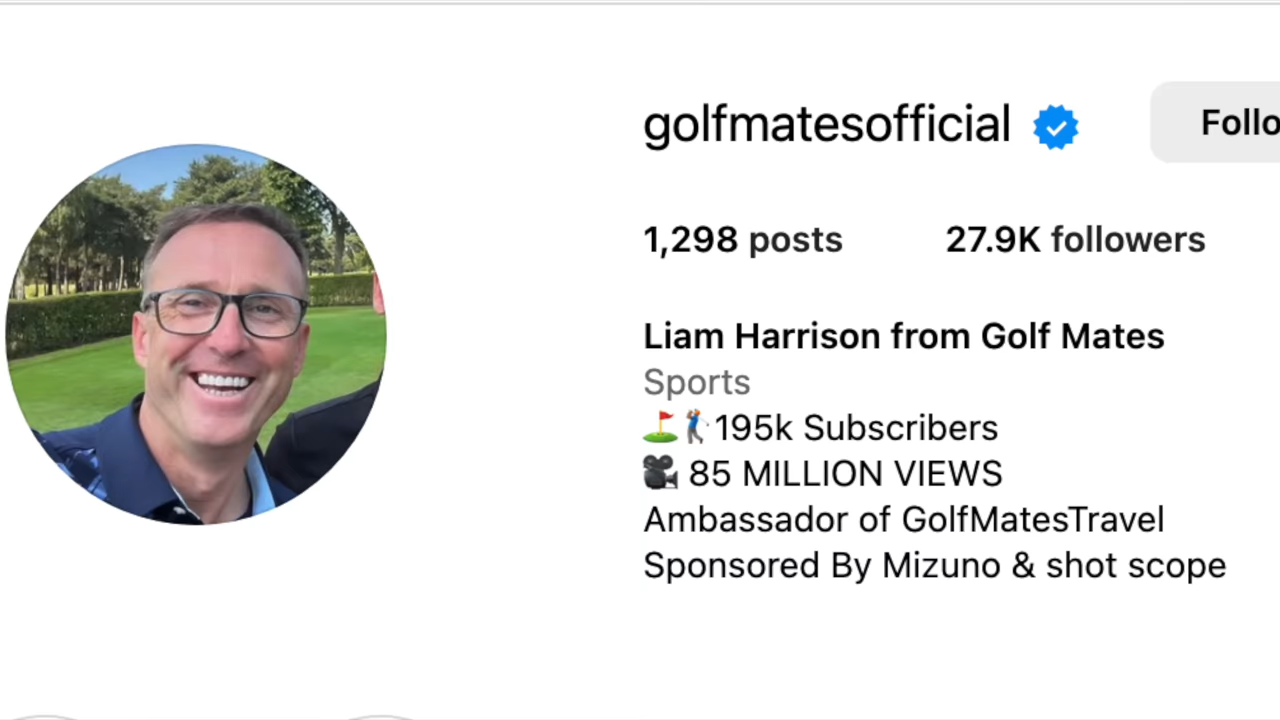 golfmatesofficial
Follo
1,298 posts 27.9K followers
Liam Harrison from Golf Mates
Sports
195k Subscribers
85 MILLION VIEWS
Ambassador of GolfMatesTravel
Sponsored By Mizuno & shot scope